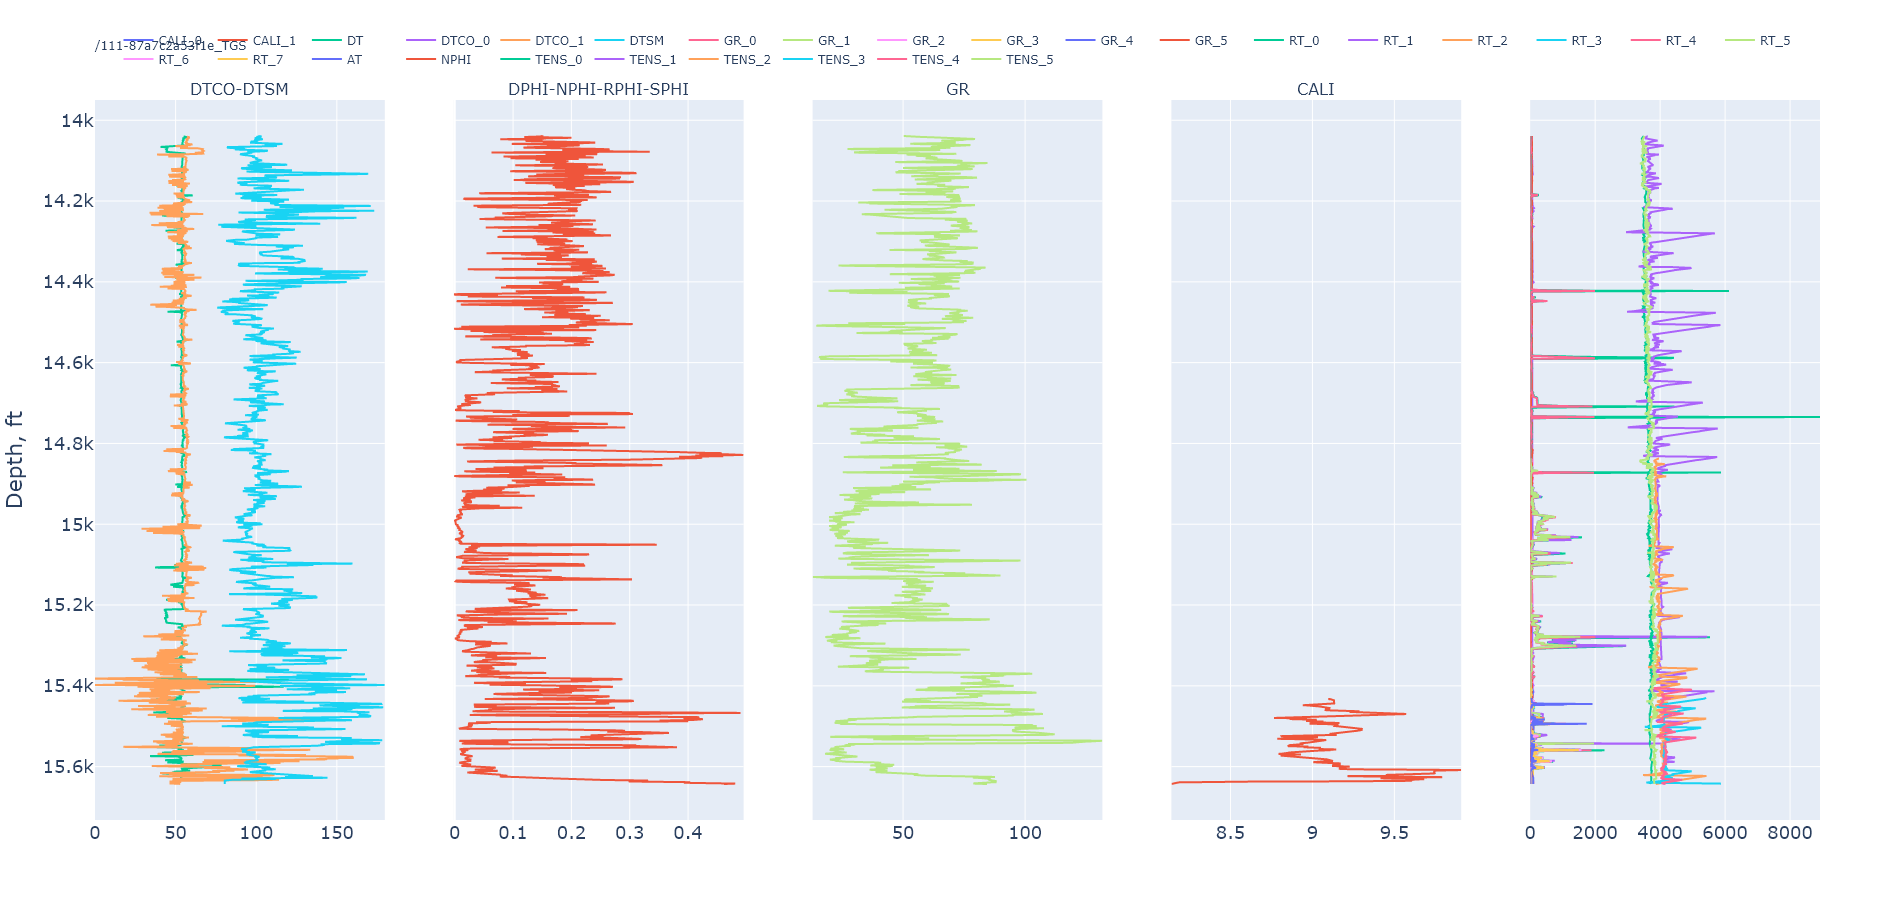 CALI_0 CALI_1 DT DTCO_0 DTCO_1 DTSM GR_0 GR_1 GR_2 GR_3 GR_4 GR_5 RT_0 RT_1 RT_2 RT_3 RT_4 RT_5
/111-87a7c2a53f1e_TGS
RT_6 RT_7 AT NPHI TENS_0 TENS_1 TENS_2 TENS_3 TENS_4 TENS_5
DTCO-DTSM DPHI-NPHI-RPHI-SPHI GR CALI
14k
14.2k
14.4k
14.6k
14.8k
15k
15.2k
15.4k
15.6k
Depth, ft
0 50 100 150 0 0.1 0.2 0.3 0.4 50 100 8.5 9 9.5 0 2000 4000 6000 8000